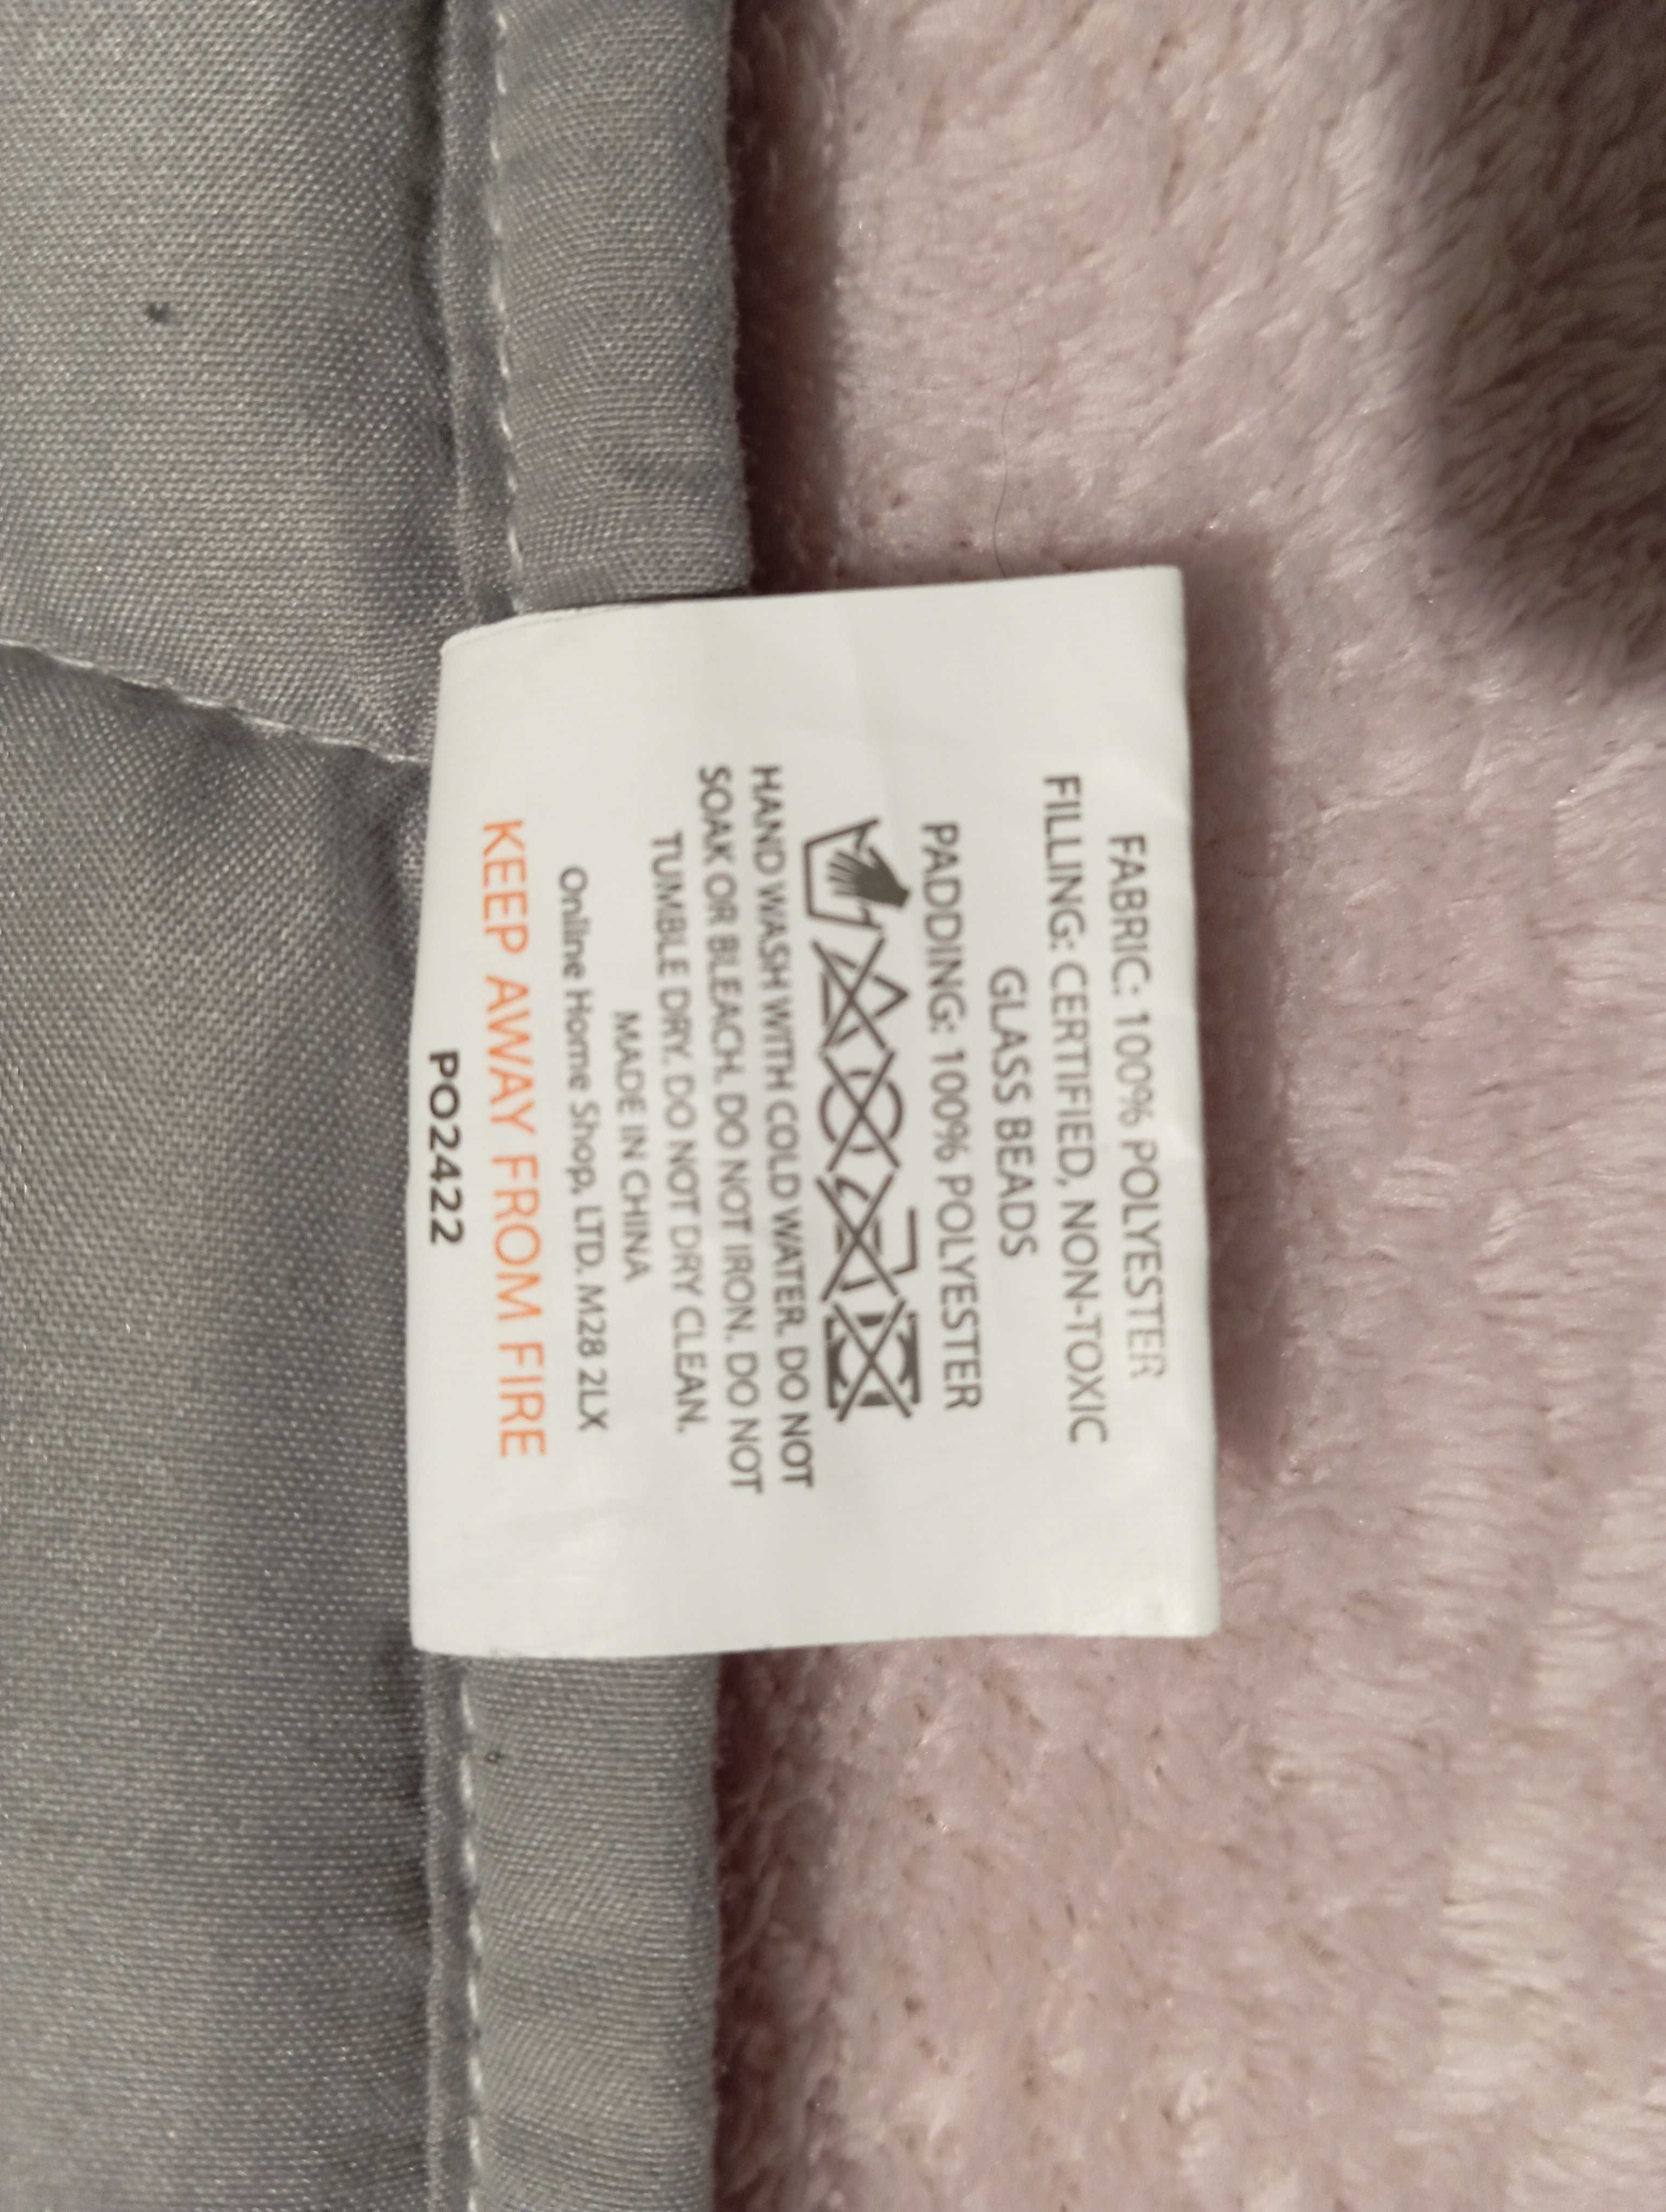 FABRIC: 100% POLYESTER
FILLING: CERTIFIED, NON-TOXIC
GLASS BEADS
PADDING: 100% POLYESTER
HAND WASH WITH COLD WATER. DO NOT
SOAK OR BLEACH. DO NOT IRON. DO NOT
TUMBLE DRY. DO NOT DRY CLEAN.
MADE IN CHINA
Online Home Shop, LTD. M28 2LX
KEEP AWAY FROM FIRE
PO2422